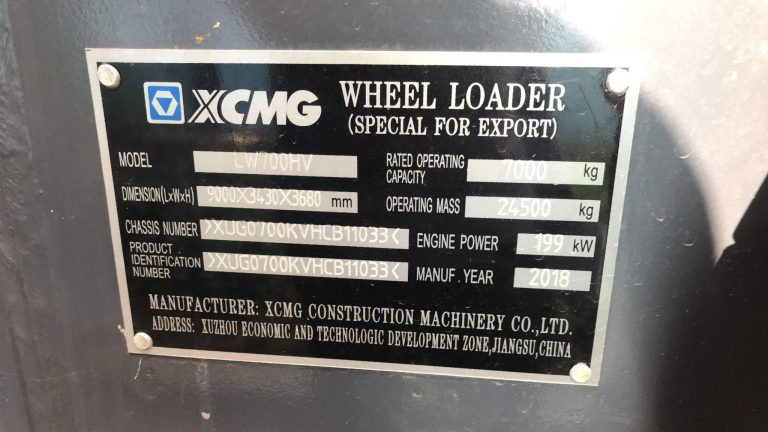 XCMG WHEEL LOADER
(SPECIAL FOR EXPORT)
MODEL LW700HV RATED OPERATING CAPACITY 7000 kg
DIMENSION(LxWxH) 9000X3430X3680 mm OPERATING MASS 24500 kg
CHASSIS NUMBER >XUG0700KVHCB11033< ENGINE POWER 199 kW
PRODUCT IDENTIFICATION NUMBER >XUG0700KVHCB11033< MANUF. YEAR 2018
MANUFACTURER: XCMG CONSTRUCTION MACHINERY CO.,LTD.
ADDRESS: XUZHOU ECONOMIC AND TECHNOLOGIC DEVELOPMENT ZONE,JIANGSU,CHINA